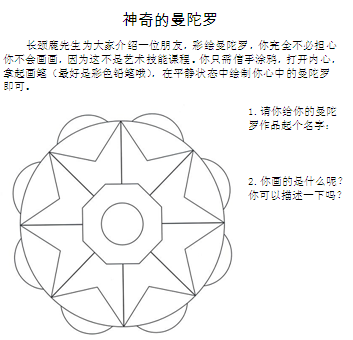 神奇的曼陀罗
长颈鹿先生为大家介绍一位朋友，彩绘曼陀罗，你完全不必担心
你不会画画，因为这不是艺术技能课程。你只需信手涂鸦，打开内心，
拿起画笔（最好是彩色铅笔哦），在平静状态中绘制你心中的曼陀罗
即可。
1. 请你给你的曼陀
罗作品起个名字：
2. 你画的是什么呢？
你可以描述一下吗？